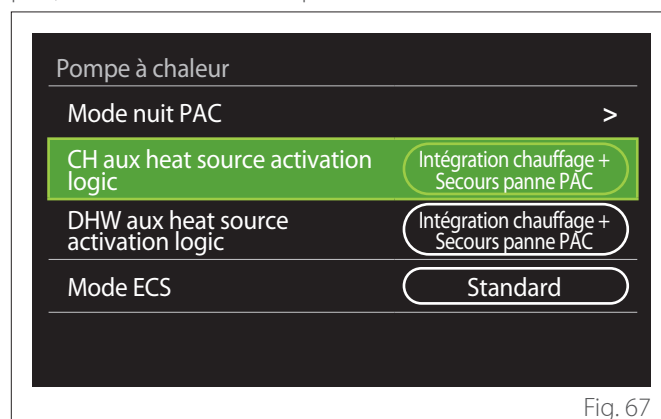 Pompe à chaleur
Mode nuit PAC >
CH aux heat source activation logic
Intégration chauffage + Secours panne PAC
DHW aux heat source activation logic
Intégration chauffage + Secours panne PAC
Mode ECS Standard
Fig. 67